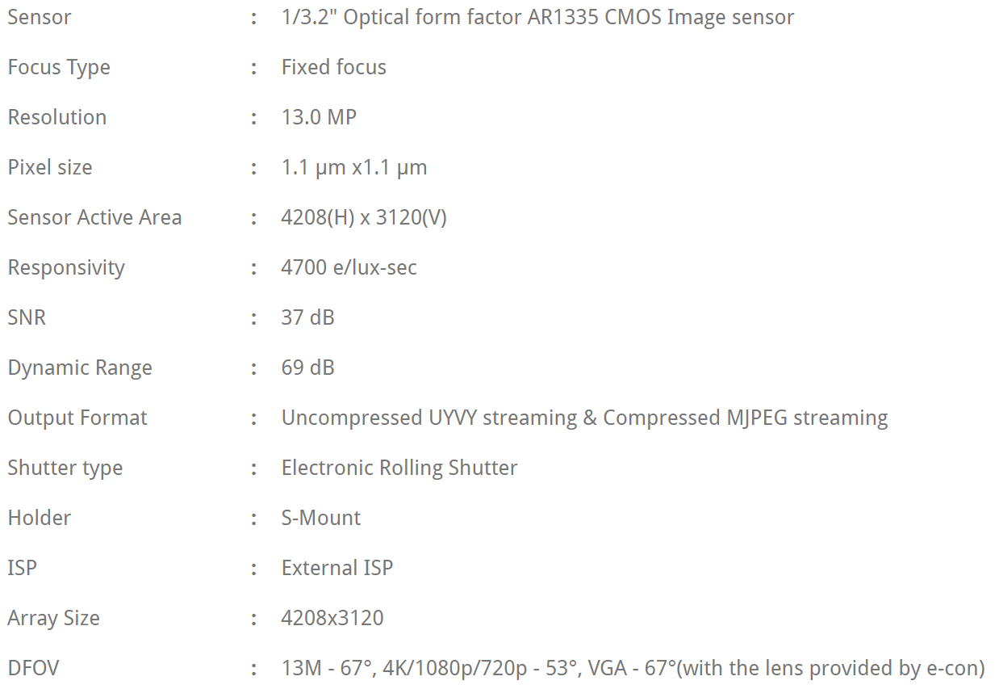 Sensor : 1/3.2" Optical form factor AR1335 CMOS Image sensor
Focus Type : Fixed focus
Resolution : 13.0 MP
Pixel size : 1.1 μm x1.1 μm
Sensor Active Area : 4208(H) x 3120(V)
Responsivity : 4700 e/lux-sec
SNR : 37 dB
Dynamic Range : 69 dB
Output Format : Uncompressed UYVY streaming & Compressed MJPEG streaming
Shutter type : Electronic Rolling Shutter
Holder : S-Mount
ISP : External ISP
Array Size : 4208x3120
DFOV : 13M - 67°, 4K/1080p/720p - 53°, VGA - 67°(with the lens provided by e-con)